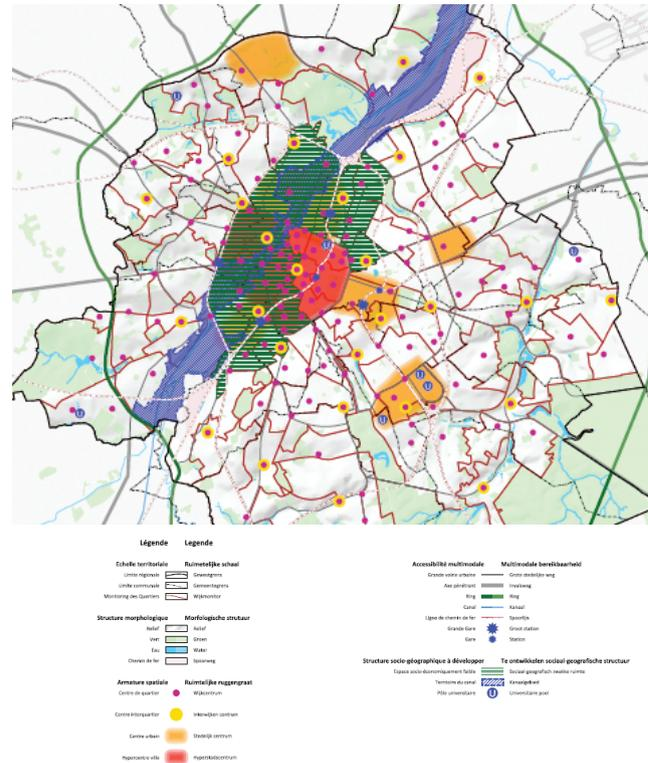 Légende Legende
Echelle territoriale Ruimetelijke schaal
Limite régionale Gewestgrens
Limite communale Gemeentegrens
Monitoring des Quartiers Wijkmonitor
Structure morphologique Morfologische strutuur
Relief Relief
Vert Groen
Eau Water
Chemin de fer Spoorweg
Armature spatiale Ruimtelijke ruggengraat
Centre de quartier Wijkcentrum
Centre interquartier Interwijken centrum
Centre urbain Stedelijk centrum
Hypercentre ville Hyperstadscentrum
Accessibilité multimodale Multimodale bereikbaarheid
Grande voirie urbaine Grote stedelijke weg
Axe pénétrant Invalsweg
Ring Ring
Canal Kanaal
Ligne de chemin de fer Spoorlijn
Grande Gare Groot station
Gare Station
Structure socio-géographique à développer Te ontwikkelen sociaal-geografische structuur
Espace socio-économiquement faible Sociaal-geografisch zwakke ruimte
Territoire du canal Kanaalgebied
Pôle universitaire U Universitaire pool